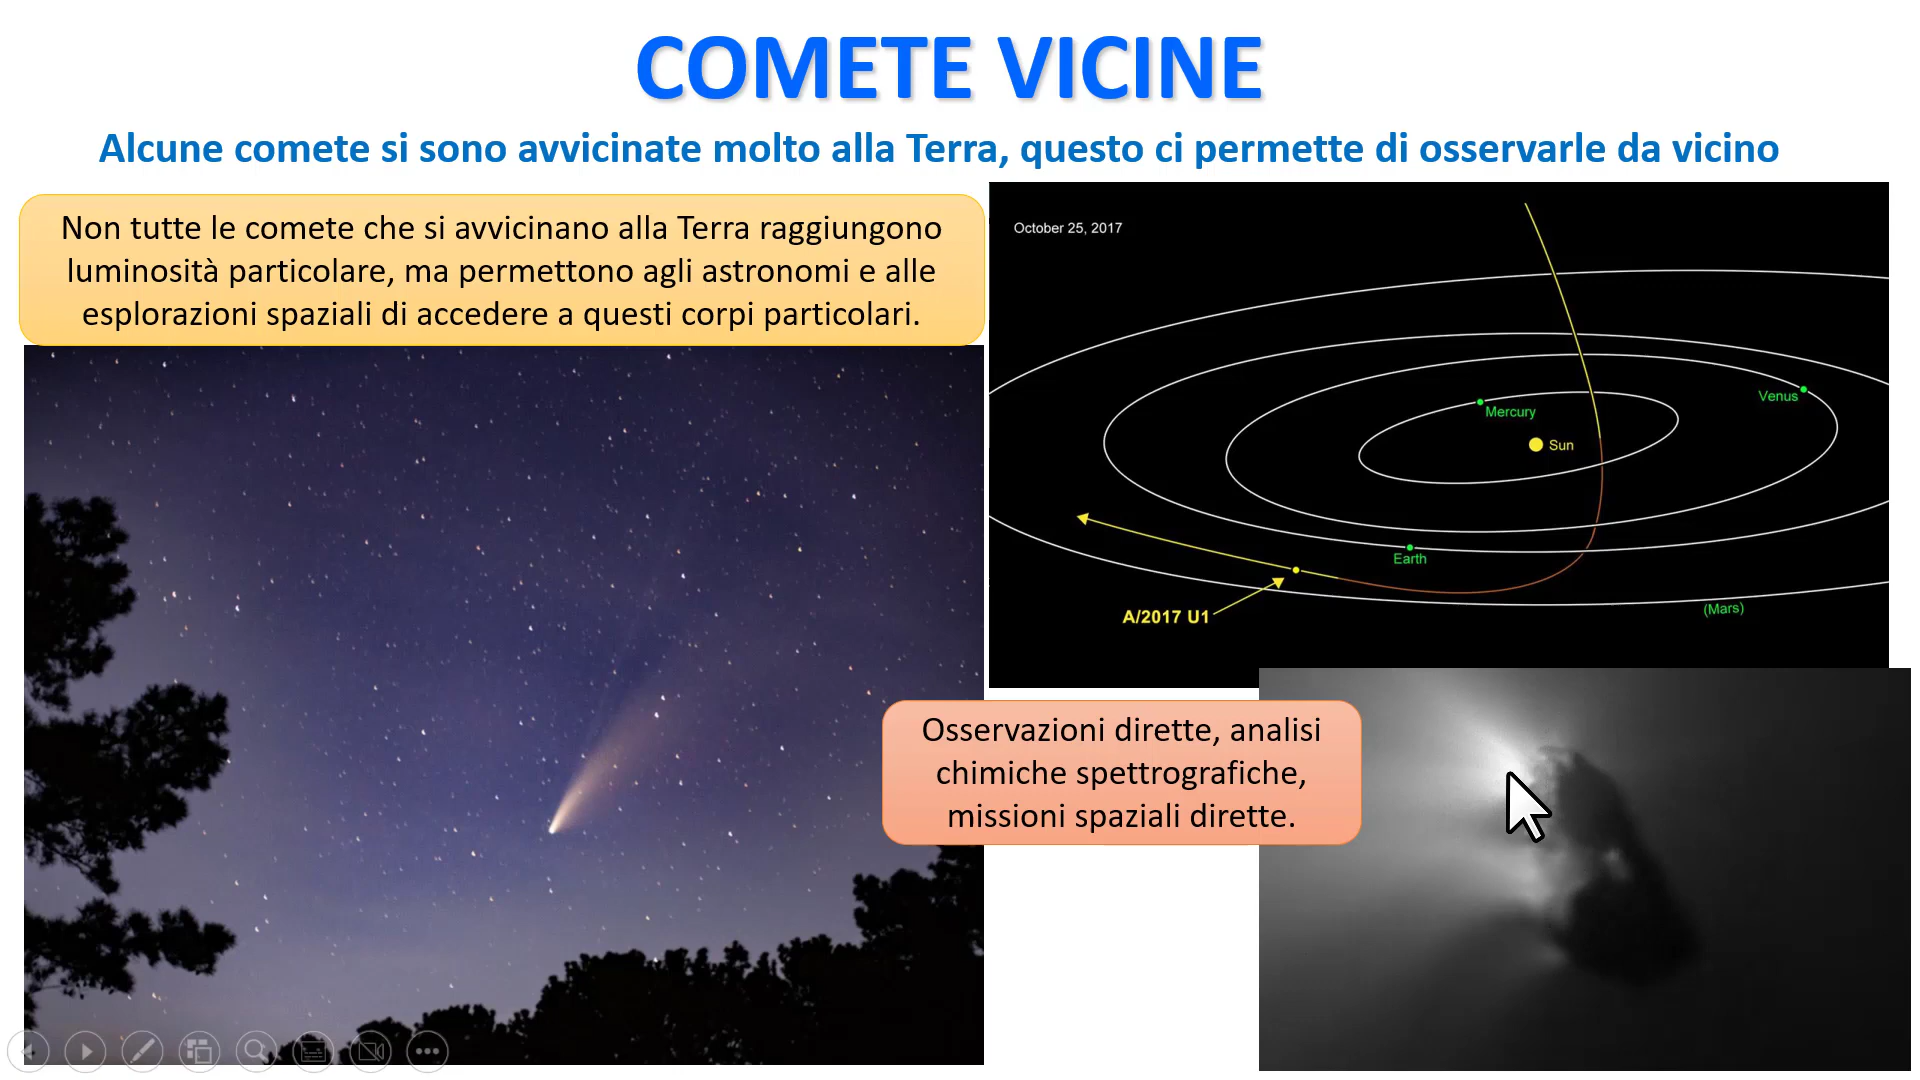 COMETE VICINE
Alcune comete si sono avvicinate molto alla Terra, questo ci permette di osservarle da vicino
Non tutte le comete che si avvicinano alla Terra raggiungono
luminosità particolare, ma permettono agli astronomi e alle
esplorazioni spaziali di accedere a questi corpi particolari.
October 25, 2017
Venus
Mercury
Sun
Earth
A/2017 U1
(Mars)
Osservazioni dirette, analisi
chimiche spettrografiche,
missioni spaziali dirette.